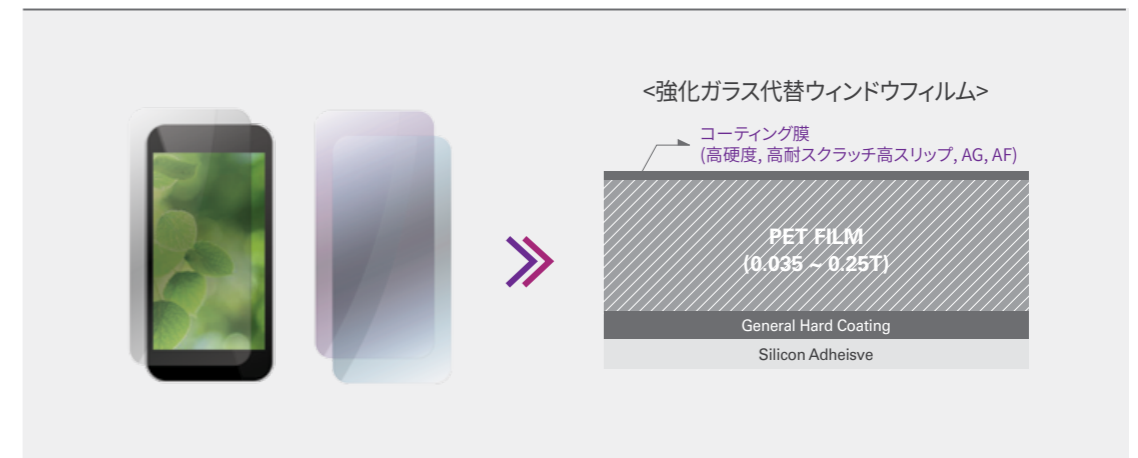 <強化ガラス代替ウィンドウフィルム>
コーティング膜
(高硬度, 高耐スクラッチ高スリップ, AG, AF)
PET FILM
(0.035 ~ 0.25T)
General Hard Coating
Silicon Adheisve